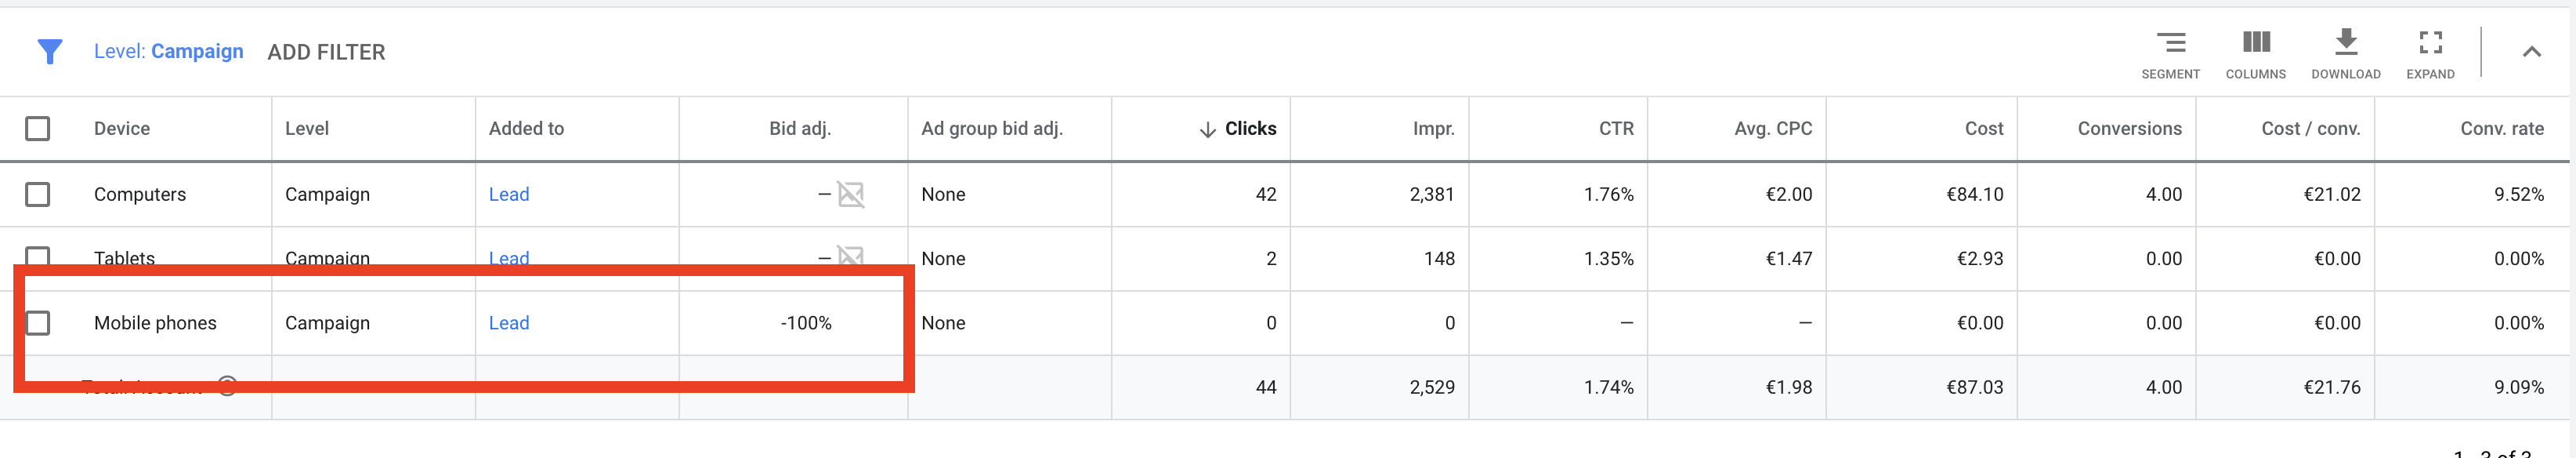 Level: Campaign ADD FILTER SEGMENT COLUMNS DOWNLOAD EXPAND
Device Level Added to Bid adj. Ad group bid adj. Clicks Impr. CTR Avg. CPC Cost Conversions Cost / conv. Conv. rate
Computers Campaign Lead — None 42 2,381 1.76% €2.00 €84.10 4.00 €21.02 9.52%
Tablets Campaign Lead — None 2 148 1.35% €1.47 €2.93 0.00 €0.00 0.00%
Mobile phones Campaign Lead -100% None 0 0 — — €0.00 0.00 €0.00 0.00%
44 2,529 1.74% €1.98 €87.03 4.00 €21.76 9.09%